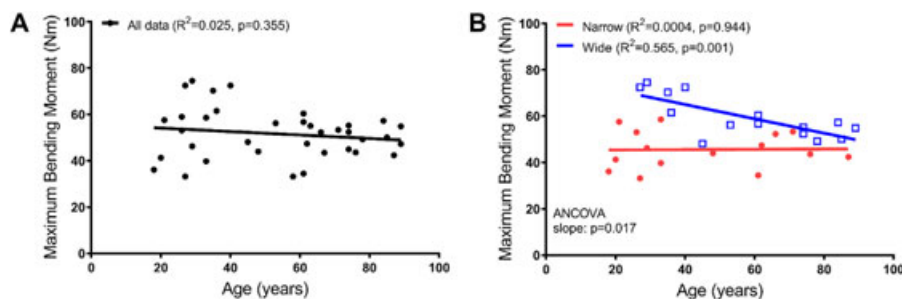 A
All data (R²=0.025, p=0.355)
Maximum Bending Moment (Nm)
100
80
60
40
20
0
0 20 40 60 80 100
Age (years)
B
Narrow (R²=0.0004, p=0.944)
Wide (R²=0.565, p=0.001)
Maximum Bending Moment (Nm)
100
80
60
40
20
0
ANCOVA
slope: p=0.017
0 20 40 60 80 100
Age (years)